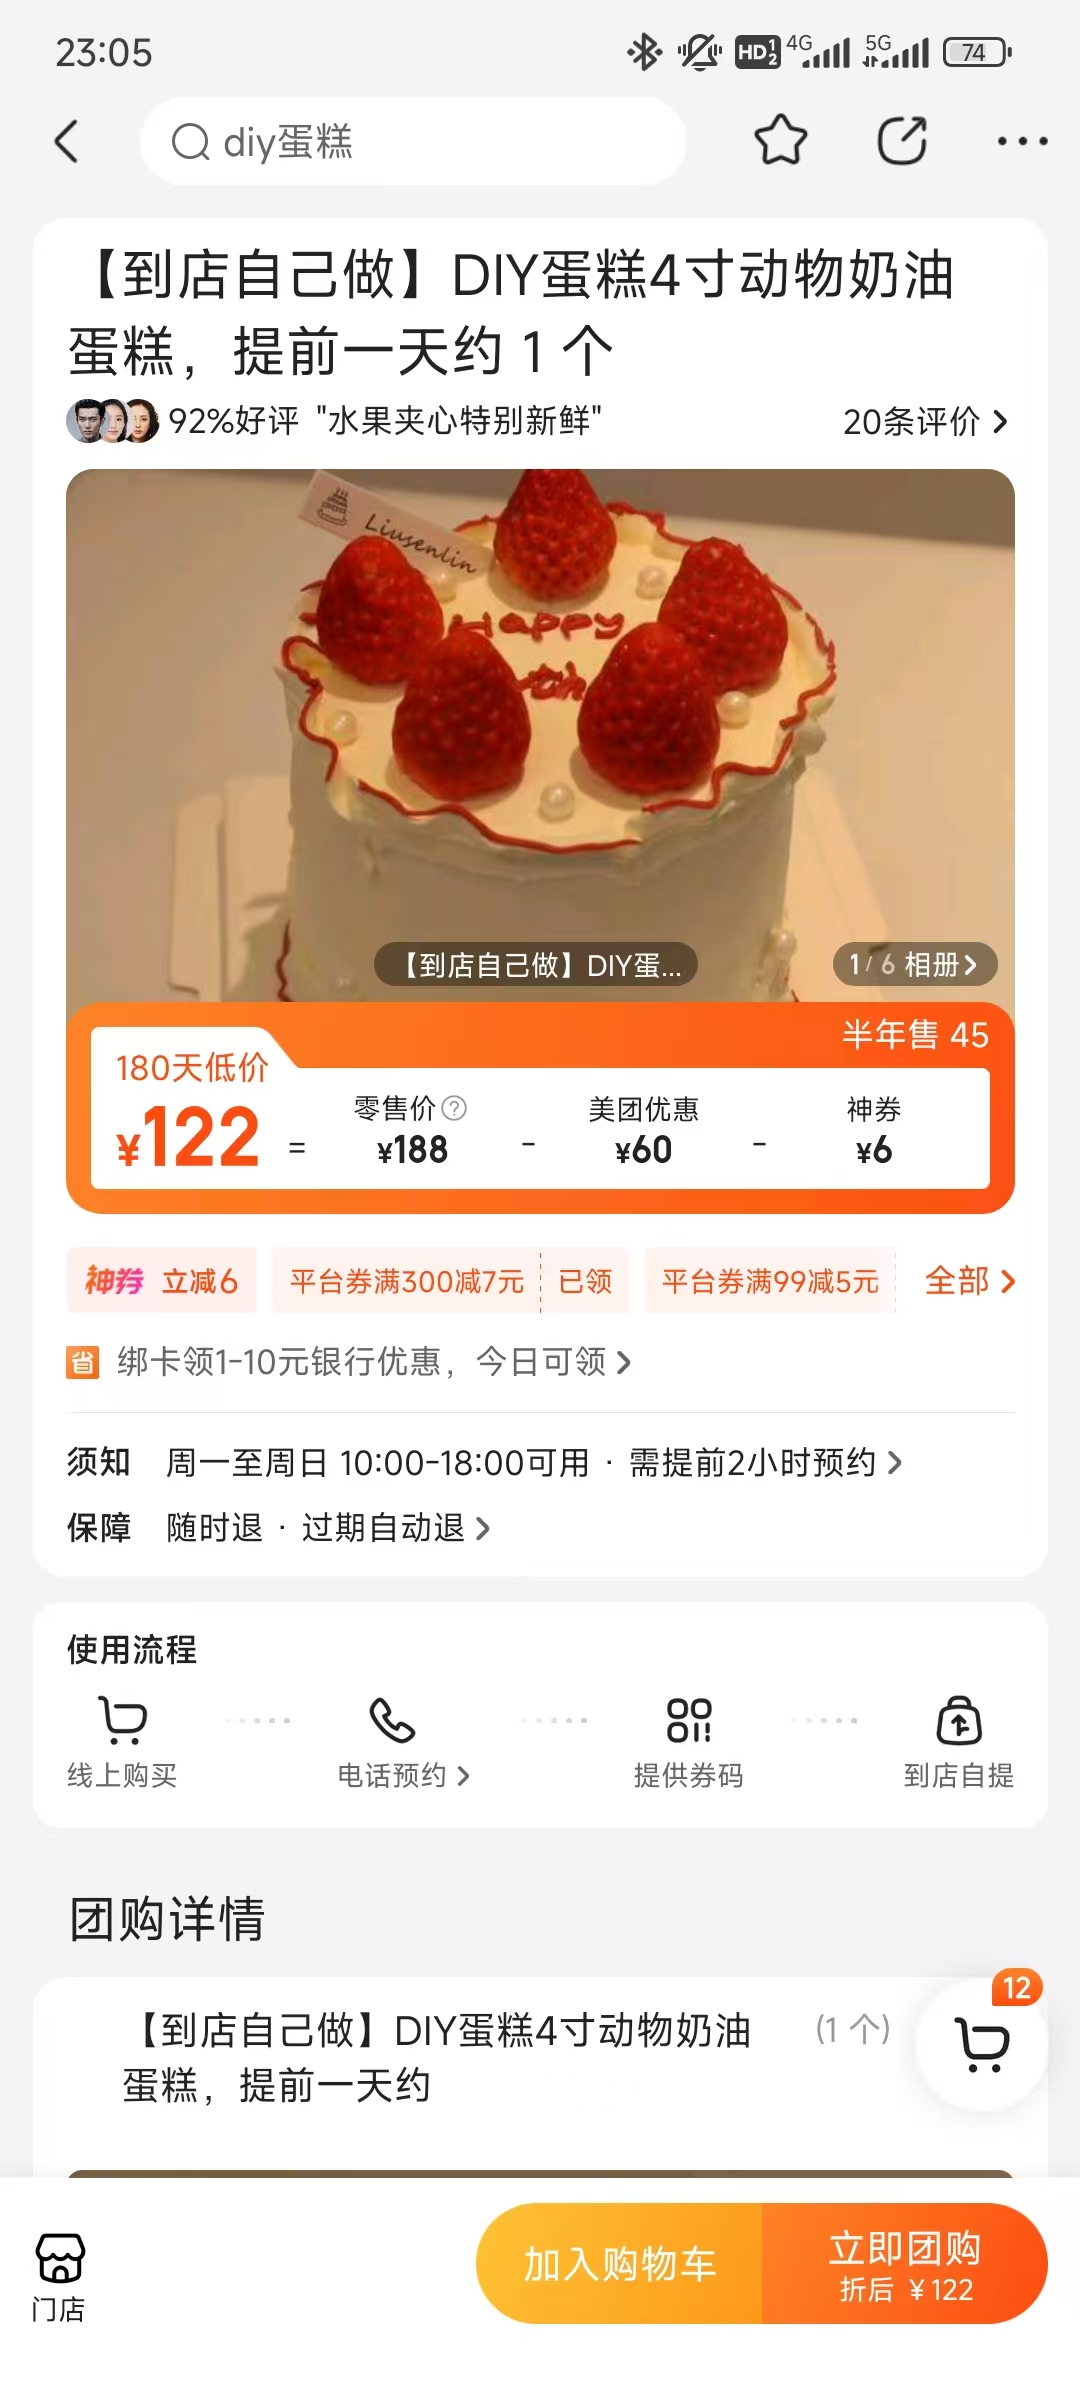 23:05
HD 1 2 4G 5G 74
diy蛋糕
【到店自己做】DIY蛋糕4寸动物奶油
蛋糕，提前一天约 1 个
92%好评 "水果夹心特别新鲜" 20条评价
Liusenlin
Happy
【到店自己做】DIY蛋... 1/6 相册
半年售 45
180天低价
零售价? 美团优惠 神券
¥122 = ¥188 - ¥60 - ¥6
神券 立减6 平台券满300减7元 已领 平台券满99减5元 全部
省 绑卡领1-10元银行优惠，今日可领
须知 周一至周日 10:00-18:00可用 · 需提前2小时预约
保障 随时退 · 过期自动退
使用流程
线上购买 电话预约 提供券码 到店自提
团购详情
12
【到店自己做】DIY蛋糕4寸动物奶油 (1 个)
蛋糕，提前一天约
门店 加入购物车 立即团购
折后 ¥122